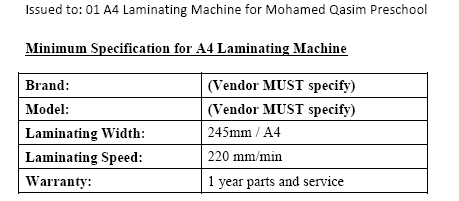 Issued to: 01 A4 Laminating Machine for Mohamed Qasim Preschool
Minimum Specification for A4 Laminating Machine
Brand: (Vendor MUST specify)
Model: (Vendor MUST specify)
Laminating Width: 245mm / A4
Laminating Speed: 220 mm/min
Warranty: 1 year parts and service